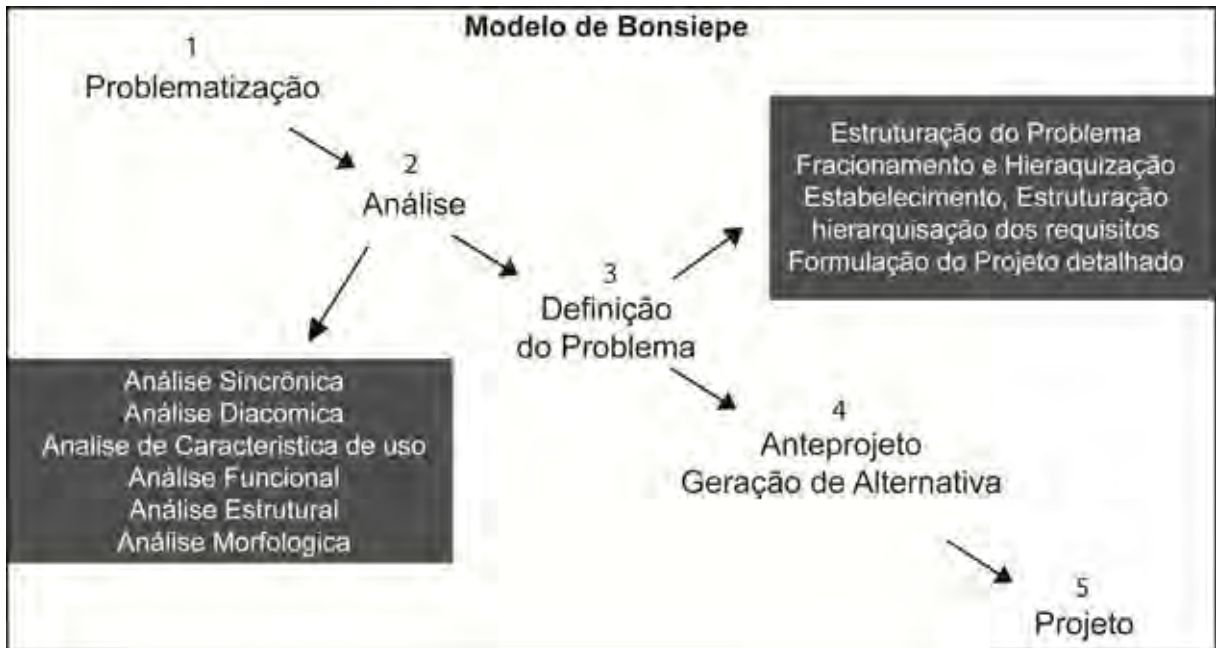 Modelo de Bonsiepe
1
Problematização
2
Análise
Análise Sincrônica
Análise Diacomica
Analise de Caracteristica de uso
Análise Funcional
Análise Estrutural
Análise Morfologica
3
Definição
do Problema
Estruturação do Problema
Fracionamento e Hieraquização
Estabelecimento, Estruturação
hierarquisação dos requisitos
Formulação do Projeto detalhado
4
Anteprojeto
Geração de Alternativa
5
Projeto